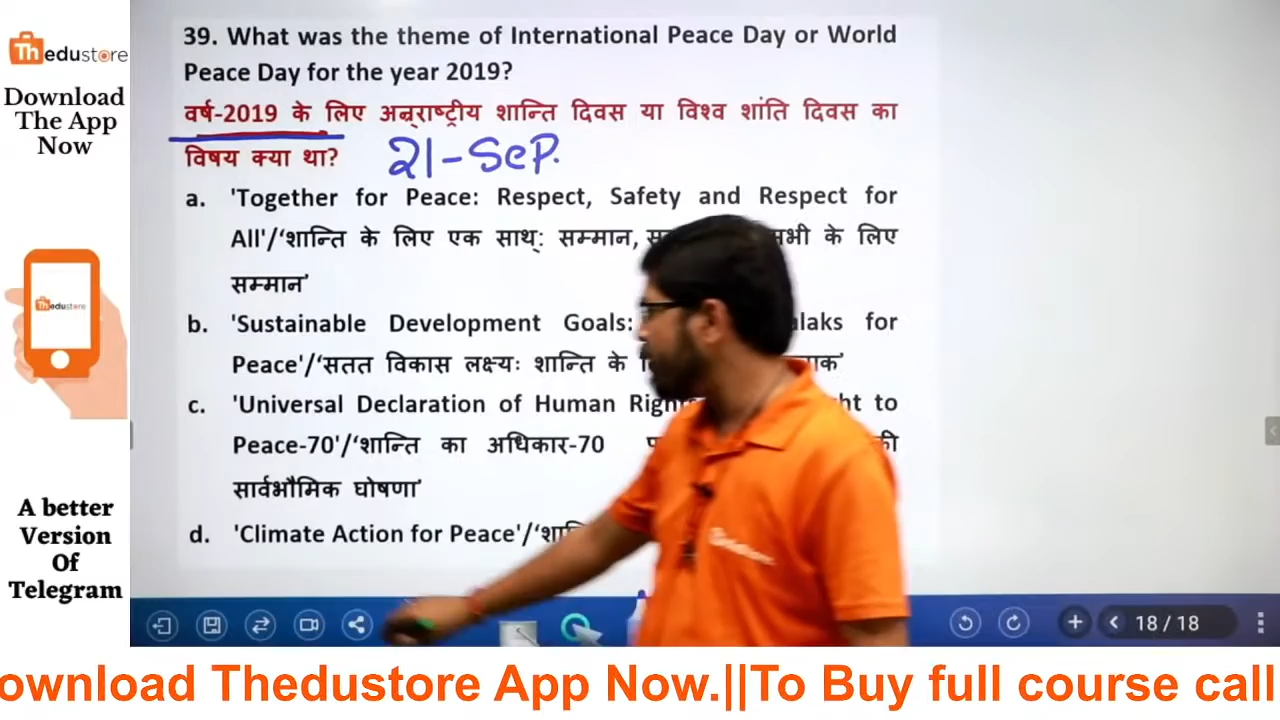 Thedustore
Download
The App
Now
Thedustore
A better
Version
Of
Telegram
39. What was the theme of International Peace Day or World
Peace Day for the year 2019?
वर्ष-2019 के लिए अन्र्राष्ट्रीय शान्ति दिवस या विश्व शांति दिवस का
विषय क्या था? 21-Sep.
a. 'Together for Peace: Respect, Safety and Respect for
All'/‘शान्ति के लिए एक साथ्: सम्मान, सभी के लिए
सम्मान’
b. 'Sustainable Development Goals: for
Peace'/‘सतत विकास लक्ष्यः शान्ति के
c. 'Universal Declaration of Human to
Peace-70'/‘शान्ति का अधिकार-70 की
सार्वभौमिक घोषणा’
d. 'Climate Action for Peace'/
18 / 18
ownload Thedustore App Now.||To Buy full course call